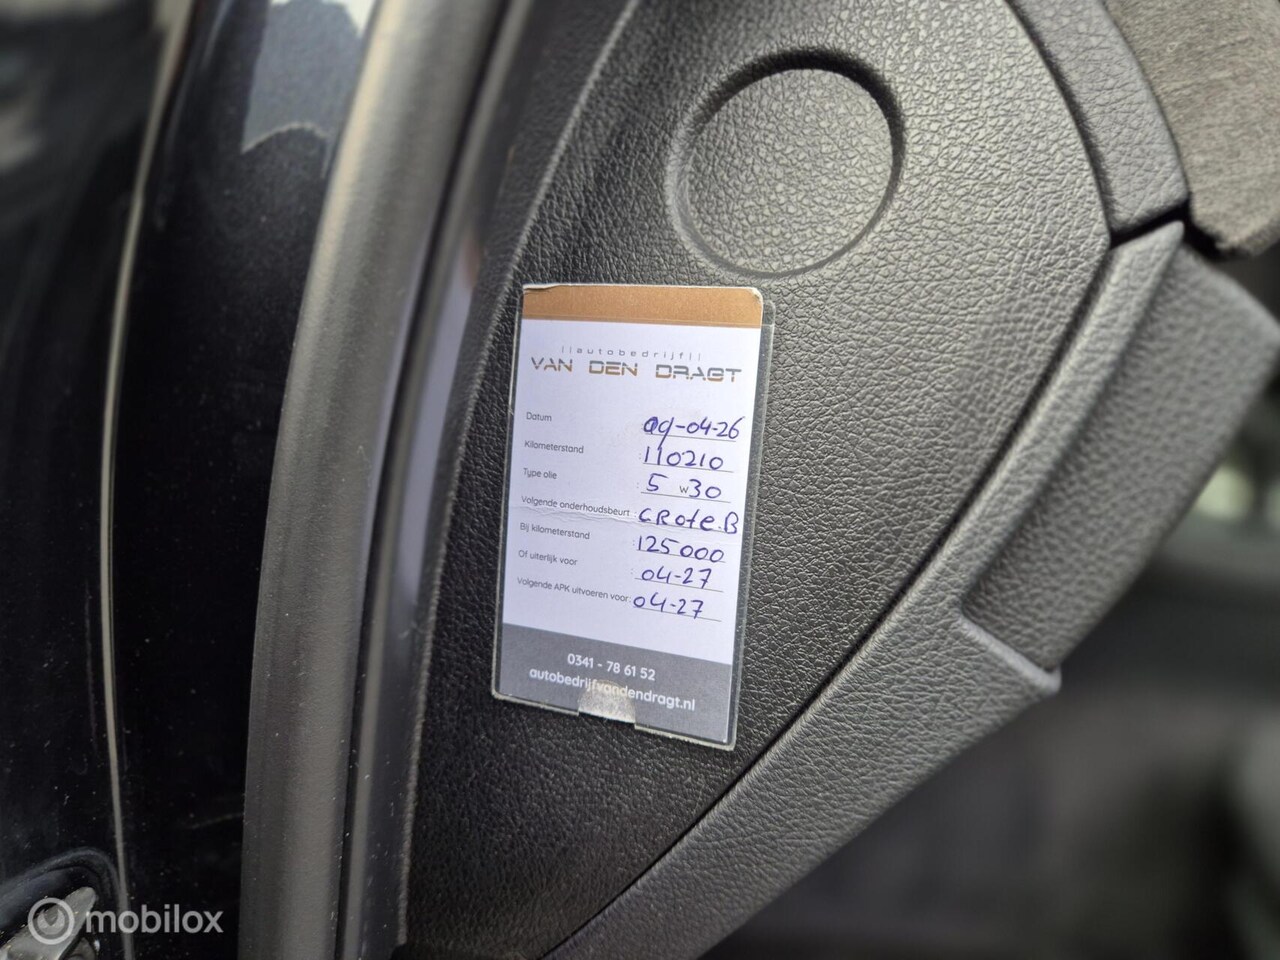 ||autobedrijf||
VAN DEN DRAGT
Datum 09-04-26
Kilometerstand : 110210
Type olie : 5 w 30
Volgende onderhoudsbeurt : GRote.B
Bij kilometerstand : 125000
Of uiterlijk voor : 04-27
Volgende APK uitvoeren voor: 04-27
0341 - 78 61 52
autobedrijfvandendragt.nl
mobilox